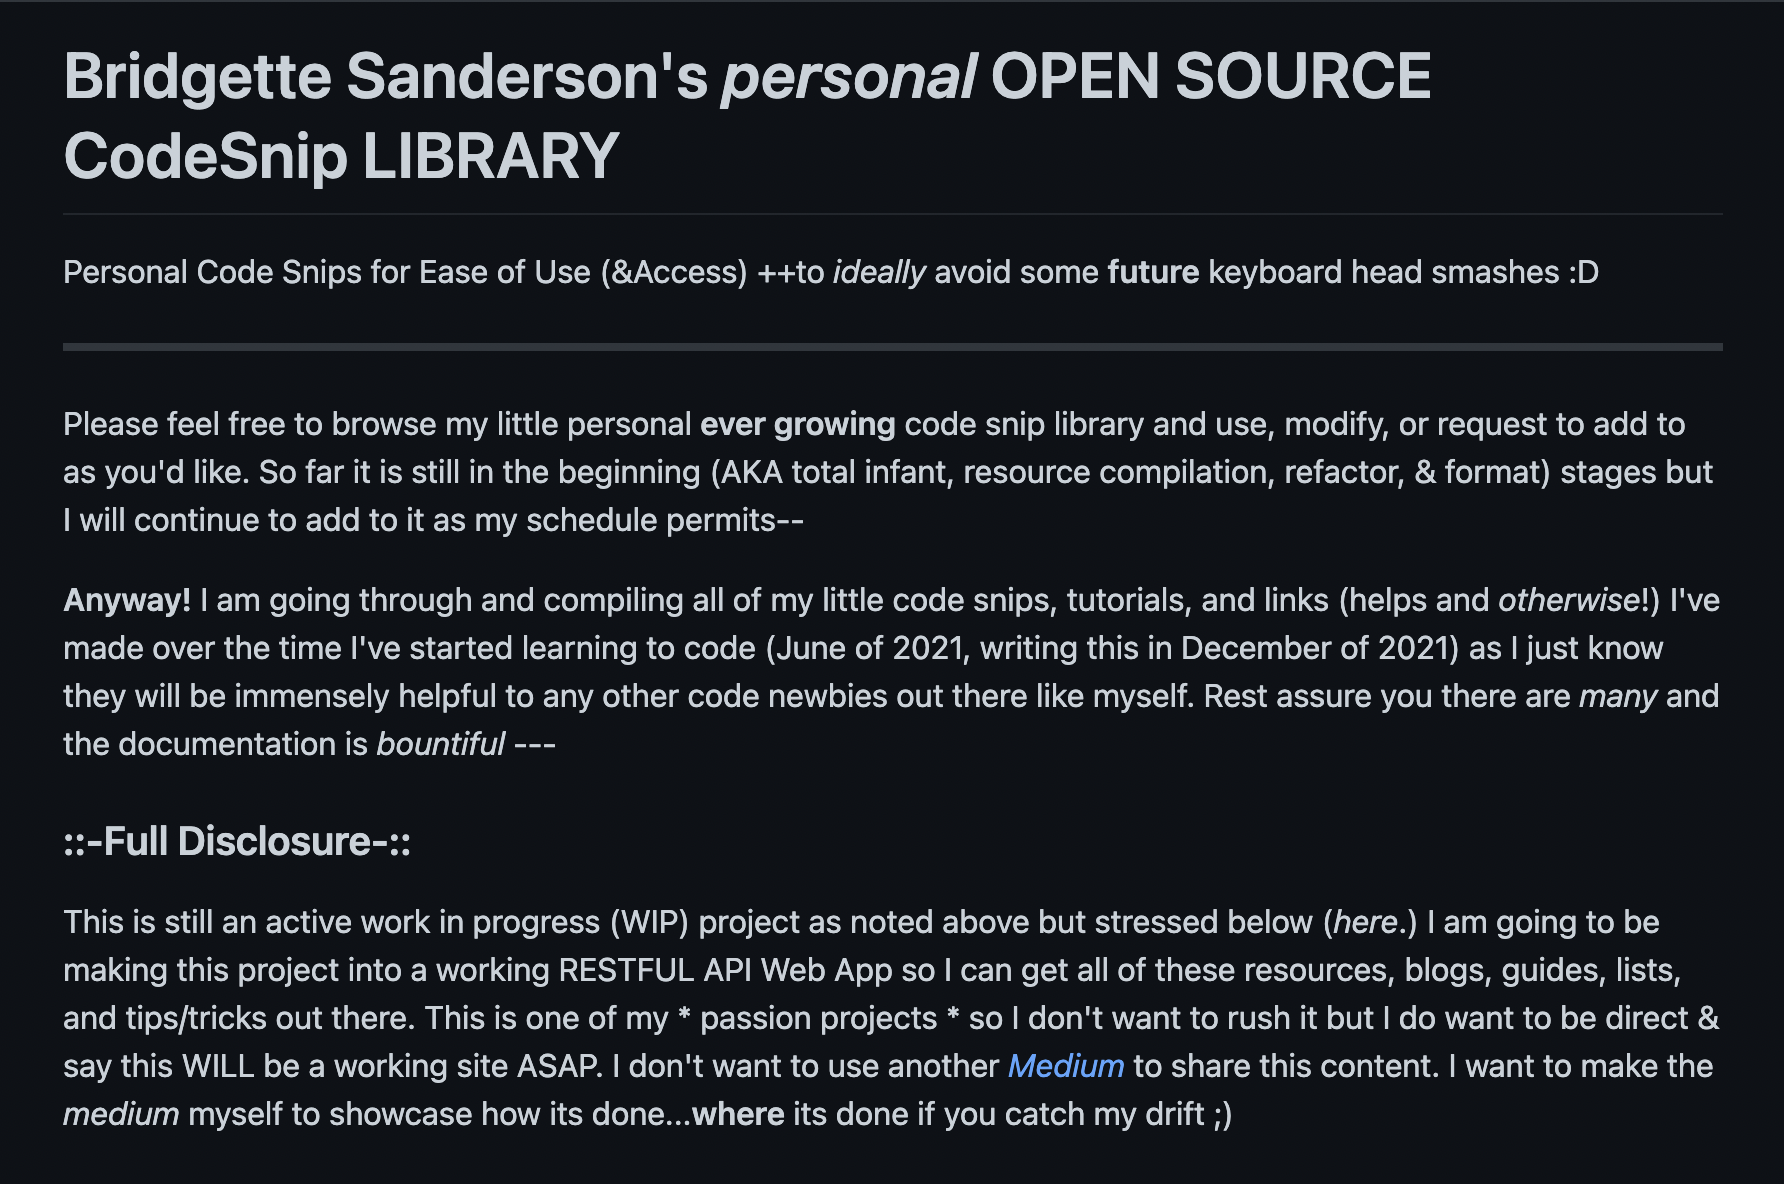 Bridgette Sanderson's personal OPEN SOURCE
CodeSnip LIBRARY
Personal Code Snips for Ease of Use (&Access) ++to ideally avoid some future keyboard head smashes :D
Please feel free to browse my little personal ever growing code snip library and use, modify, or request to add to
as you'd like. So far it is still in the beginning (AKA total infant, resource compilation, refactor, & format) stages but
I will continue to add to it as my schedule permits--
Anyway! I am going through and compiling all of my little code snips, tutorials, and links (helps and otherwise!) I've
made over the time I've started learning to code (June of 2021, writing this in December of 2021) as I just know
they will be immensely helpful to any other code newbies out there like myself. Rest assure you there are many and
the documentation is bountiful ---
::-Full Disclosure-::
This is still an active work in progress (WIP) project as noted above but stressed below (here.) I am going to be
making this project into a working RESTFUL API Web App so I can get all of these resources, blogs, guides, lists,
and tips/tricks out there. This is one of my * passion projects * so I don't want to rush it but I do want to be direct &
say this WILL be a working site ASAP. I don't want to use another Medium to share this content. I want to make the
medium myself to showcase how its done...where its done if you catch my drift ;)